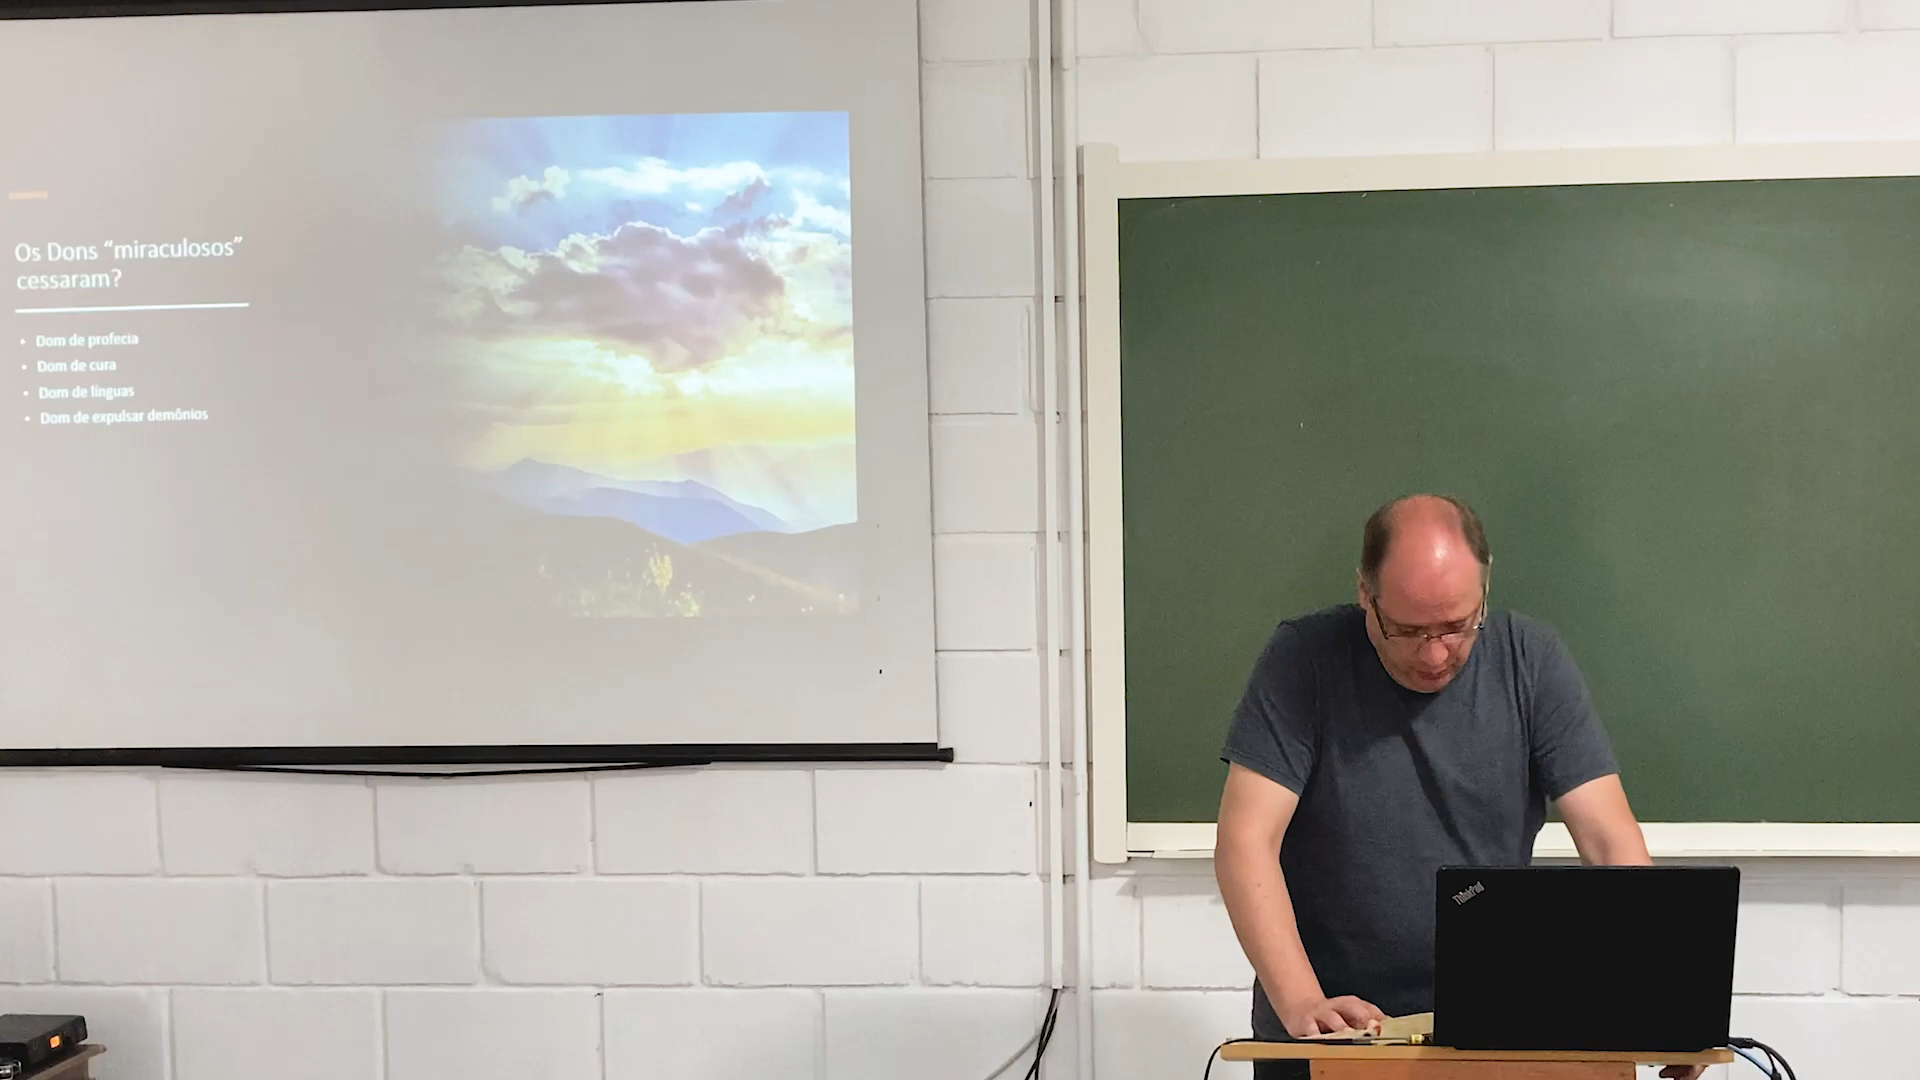 Os Dons “miraculosos”
cessaram?
• Dom de profecia
• Dom de cura
• Dom de línguas
• Dom de expulsar demônios
ThinkPad